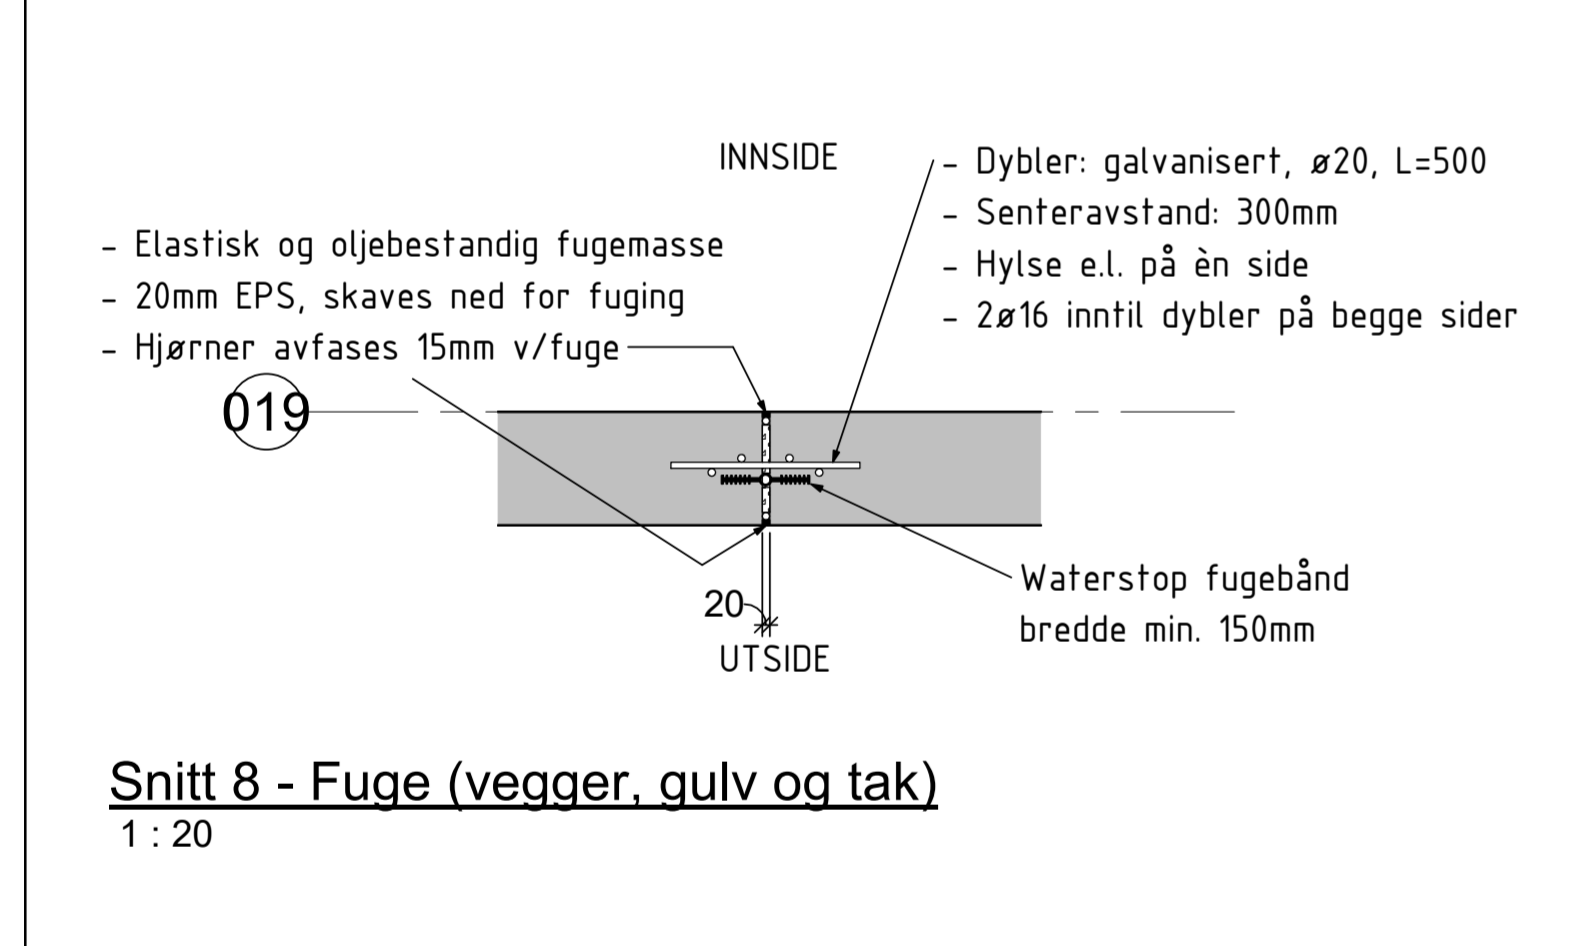 INNSIDE
- Dybler: galvanisert, ø20, L=500
- Senteravstand: 300mm
- Hylse e.l. på èn side
- 2ø16 inntil dybler på begge sider
- Elastisk og oljebestandig fugemasse
- 20mm EPS, skaves ned for fuging
- Hjørner avfases 15mm v/fuge
019
Waterstop fugebånd
bredde min. 150mm
20
UTSIDE
Snitt 8 - Fuge (vegger, gulv og tak)
1 : 20